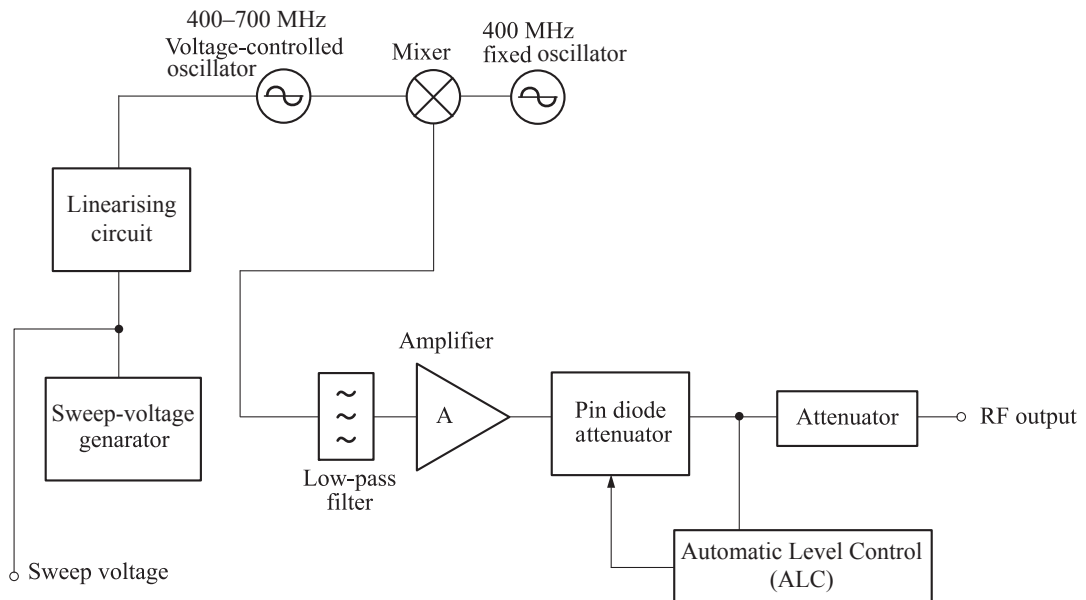 400–700 MHz
Voltage-controlled
oscillator
Mixer
400 MHz
fixed oscillator
Linearising
circuit
Sweep-voltage
genarator
Sweep voltage
Amplifier
A
Low-pass
filter
Pin diode
attenuator
Attenuator
RF output
Automatic Level Control
(ALC)